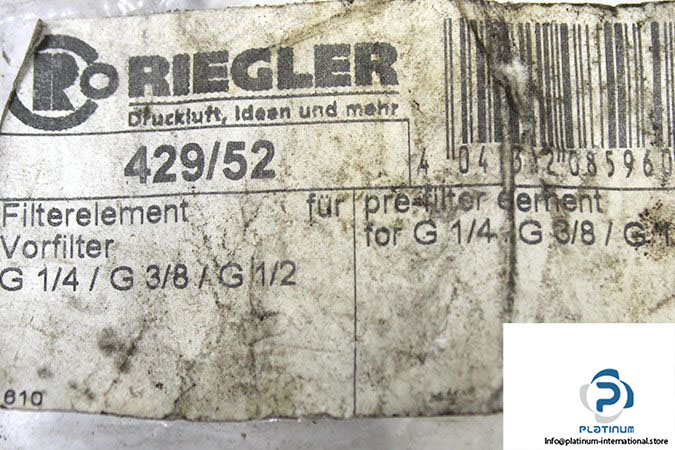 RIEGLER
Druckluft, Ideen und mehr
429/52
Filterelement für
Vorfilter
G 1/4 / G 3/8 / G 1/2
pre-filter element
for G 1/4 G 3/8 / G 1
610
PLATINUM
Info@platinum-international.store